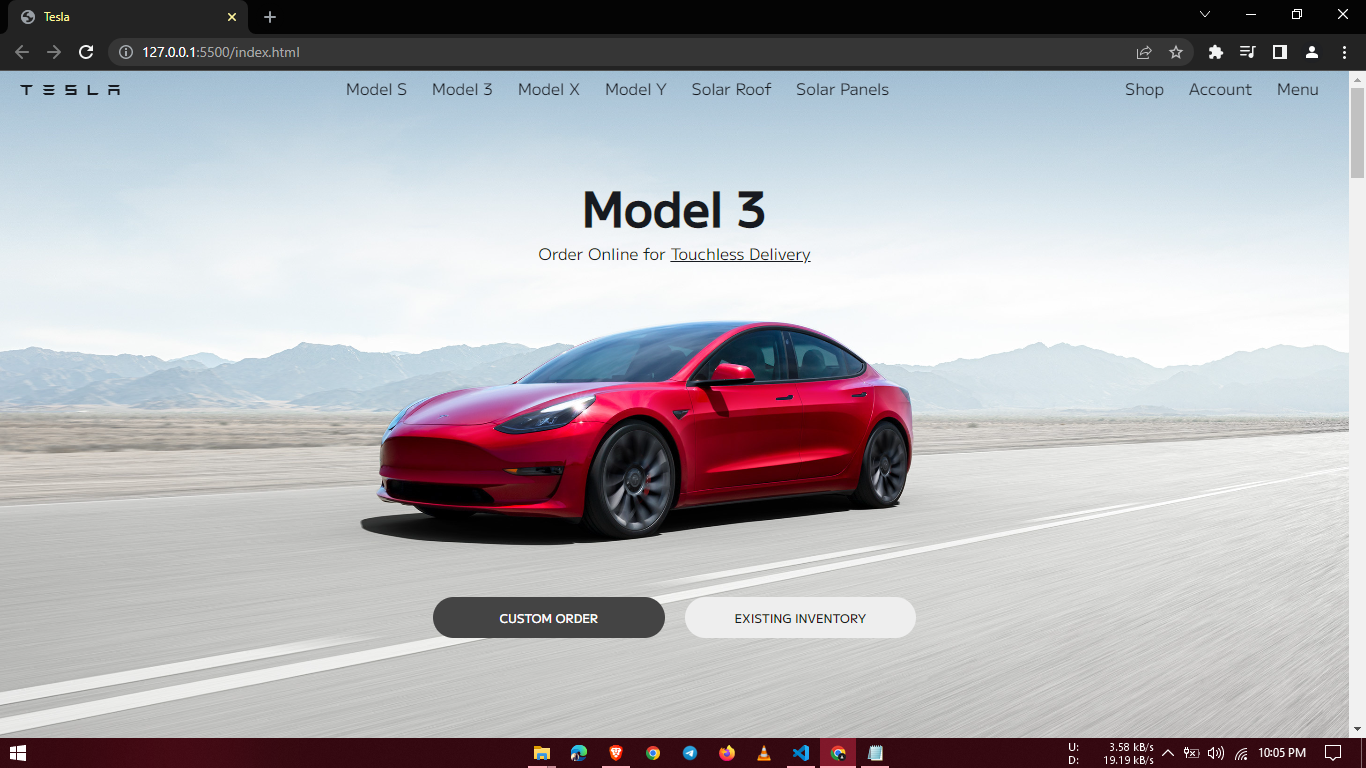 Tesla
127.0.0.1:5500/index.html
TESLA Model S Model 3 Model X Model Y Solar Roof Solar Panels Shop Account Menu
Model 3
Order Online for Touchless Delivery
CUSTOM ORDER EXISTING INVENTORY
U: 3.58 kB/s
D: 19.19 kB/s
10:05 PM